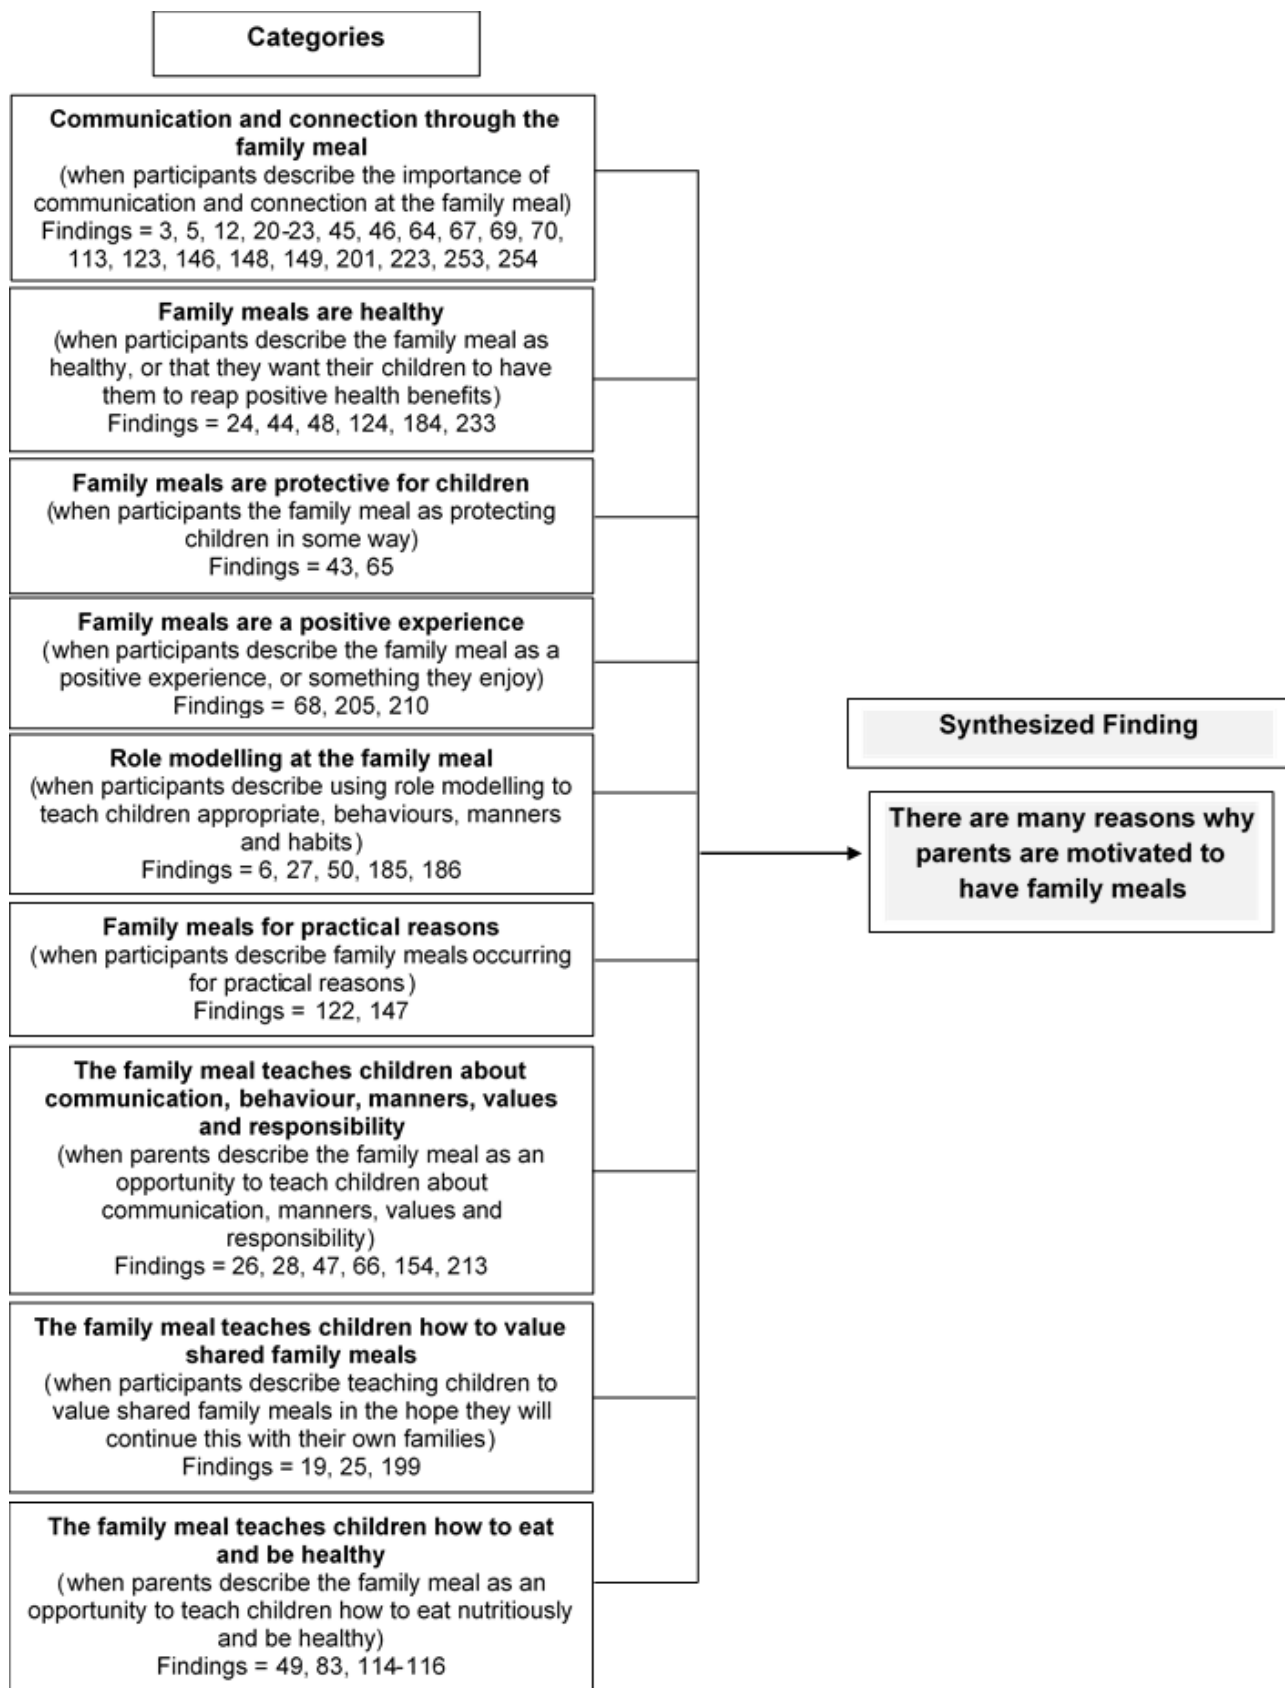 Categories
Communication and connection through the
family meal
(when participants describe the importance of
communication and connection at the family meal)
Findings = 3, 5, 12, 20-23, 45, 46, 64, 67, 69, 70,
113, 123, 146, 148, 149, 201, 223, 253, 254
Family meals are healthy
(when participants describe the family meal as
healthy, or that they want their children to have
them to reap positive health benefits)
Findings = 24, 44, 48, 124, 184, 233
Family meals are protective for children
(when participants the family meal as protecting
children in some way)
Findings = 43, 65
Family meals are a positive experience
(when participants describe the family meal as a
positive experience, or something they enjoy)
Findings = 68, 205, 210
Role modelling at the family meal
(when participants describe using role modelling to
teach children appropriate, behaviours, manners
and habits)
Findings = 6, 27, 50, 185, 186
Family meals for practical reasons
(when participants describe family meals occurring
for practical reasons)
Findings = 122, 147
The family meal teaches children about
communication, behaviour, manners, values
and responsibility
(when parents describe the family meal as an
opportunity to teach children about
communication, manners, values and
responsibility)
Findings = 26, 28, 47, 66, 154, 213
The family meal teaches children how to value
shared family meals
(when participants describe teaching children to
value shared family meals in the hope they will
continue this with their own families)
Findings = 19, 25, 199
The family meal teaches children how to eat
and be healthy
(when parents describe the family meal as an
opportunity to teach children how to eat nutritiously
and be healthy)
Findings = 49, 83, 114-116
Synthesized Finding
There are many reasons why
parents are motivated to
have family meals